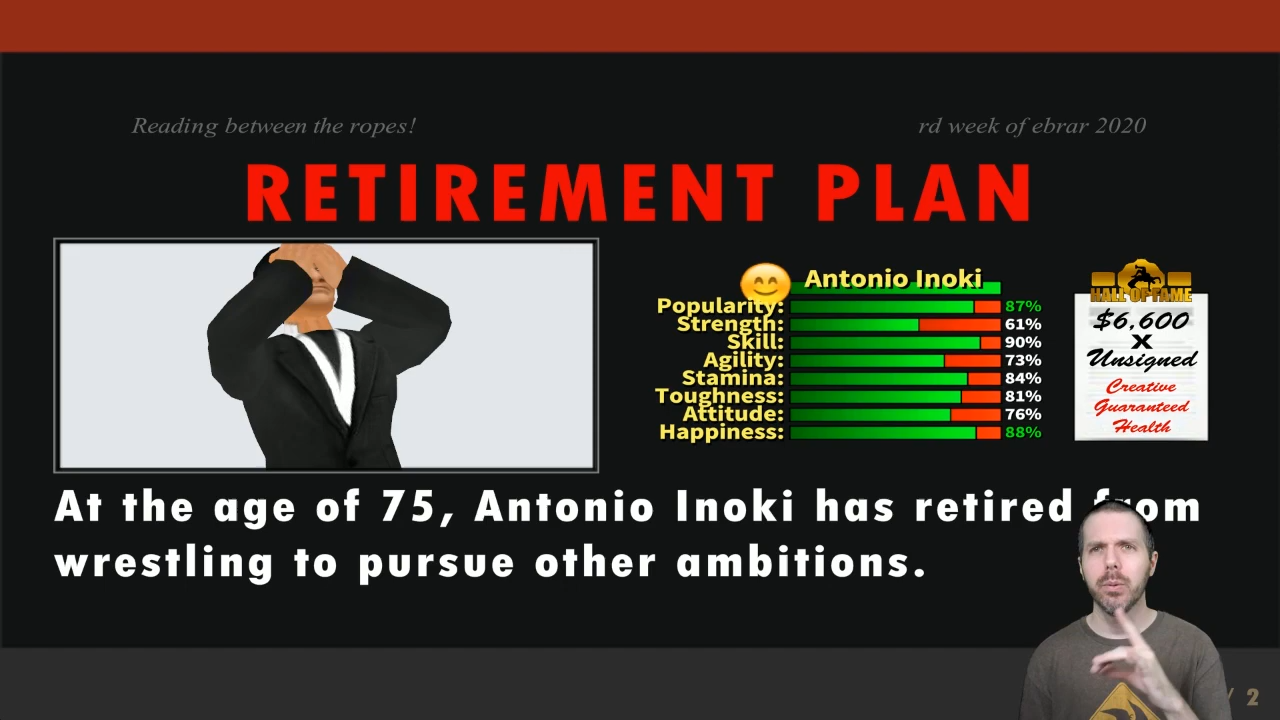 Reading between the ropes!
rd week of ebrar 2020
RETIREMENT PLAN
Antonio Inoki
Popularity: 87%
Strength: 61%
Skill: 90%
Agility: 73%
Stamina: 84%
Toughness: 81%
Attitude: 76%
Happiness: 88%
HALL OF FAME
$6,600
X
Unsigned
Creative
Guaranteed
Health
At the age of 75, Antonio Inoki has retired from
wrestling to pursue other ambitions.
/ 2